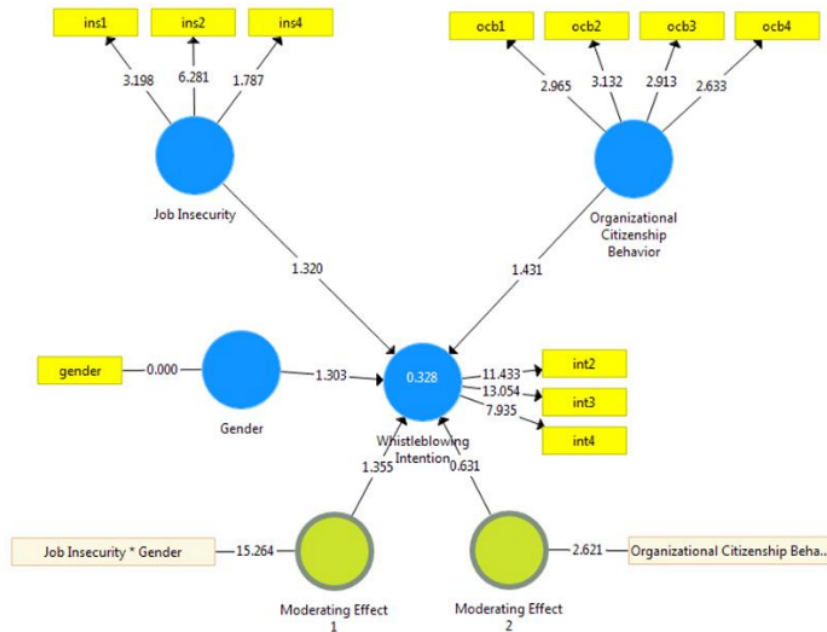 ins1
ins2
ins4
ocb1
ocb2
ocb3
ocb4
3.198
6.281
1.787
2.965
3.132
2.913
2.633
Job Insecurity
Organizational
Citizenship
Behavior
1.320
1.431
gender
0.000
1.303
0.328
11.433
13.054
7.935
int2
int3
int4
Gender
Whistleblowing
Intention
1.355
0.631
Job Insecurity * Gender
15.264
2.621
Organizational Citizenship Beha..
Moderating Effect
1
Moderating Effect
2